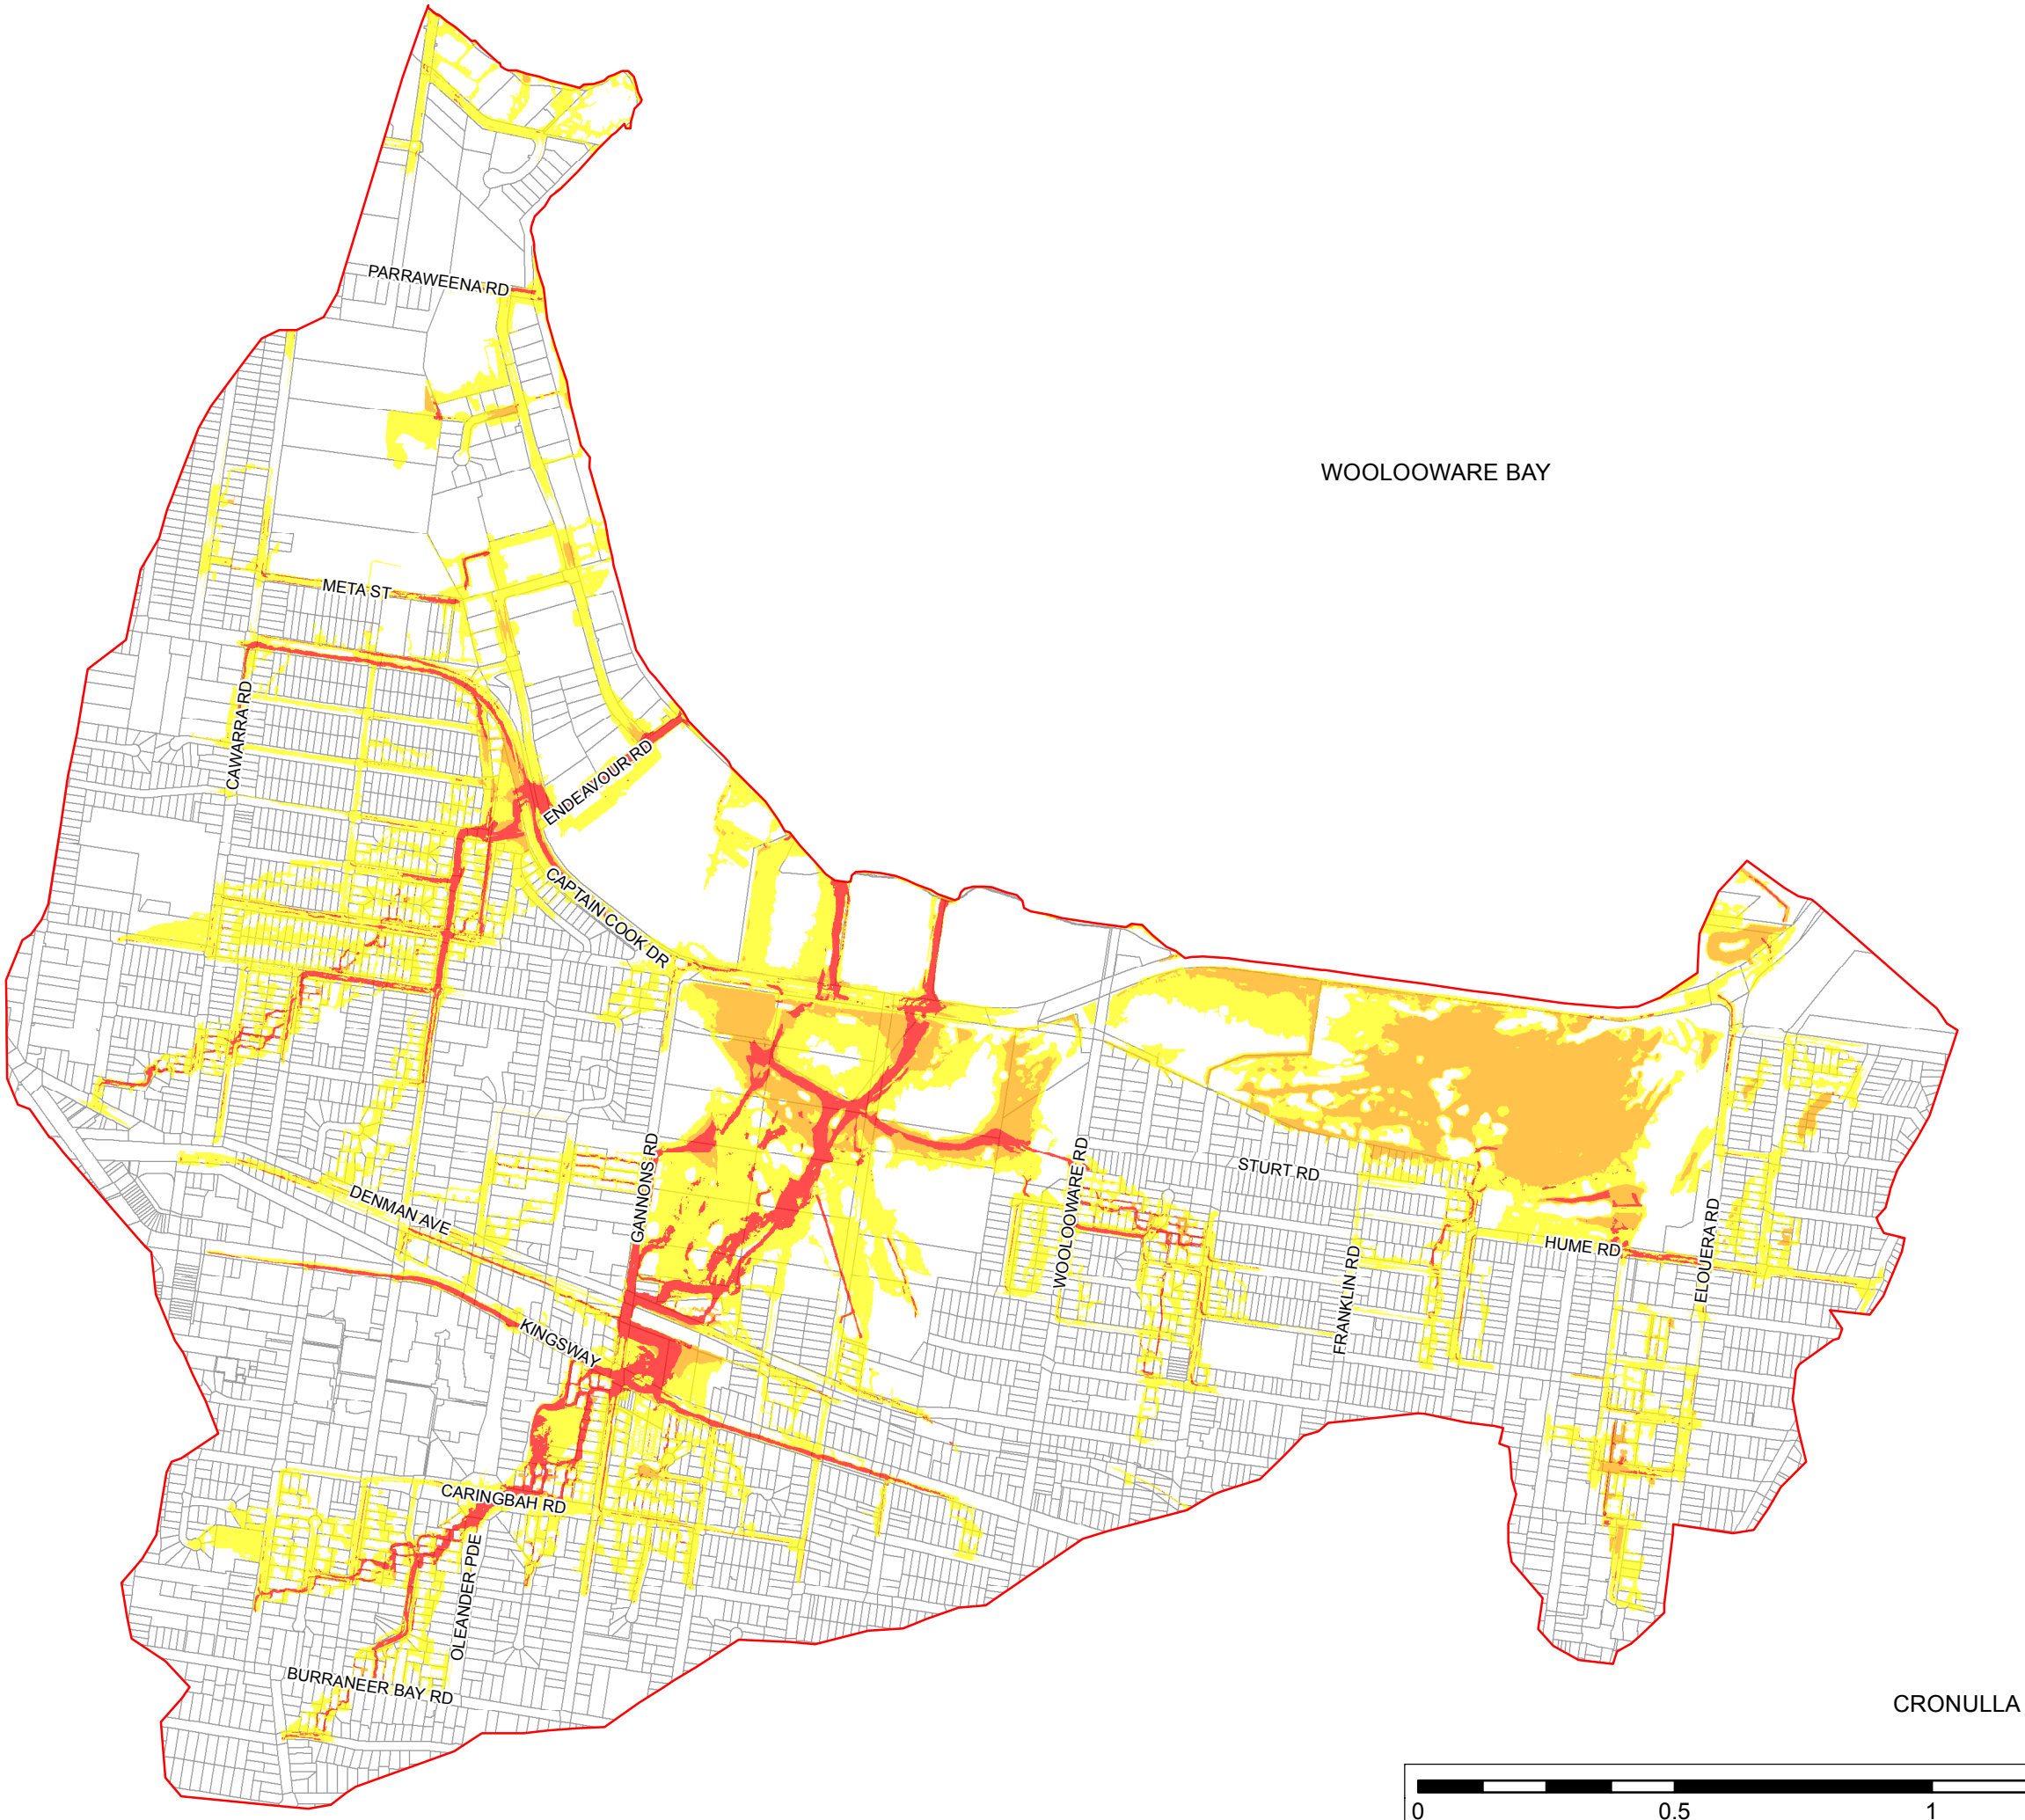 PARRAWEENA RD
WOOLOOWARE BAY
META ST
CAWARRA RD
ENDEAVOUR RD
CAPTAIN COOK DR
GANNONS RD
WOOLOOWARE RD
STURT RD
DENMAN AVE
HUME RD
ELOUERA RD
FRANKLIN RD
KINGSWAY
CARINGBAH RD
OLEANDER PDE
BURRANEER BAY RD
CRONULLA
0 0.5 1